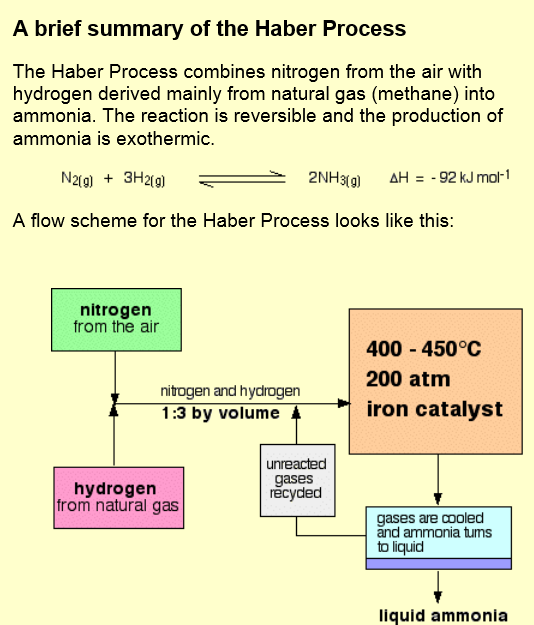 A brief summary of the Haber Process
The Haber Process combines nitrogen from the air with
hydrogen derived mainly from natural gas (methane) into
ammonia. The reaction is reversible and the production of
ammonia is exothermic.
N2(g) + 3H2(g) ⇌ 2NH3(g) ΔH = - 92 kJ mol-1
A flow scheme for the Haber Process looks like this:
nitrogen
from the air
400 - 450°C
200 atm
iron catalyst
nitrogen and hydrogen
1:3 by volume
hydrogen
from natural gas
unreacted
gases
recycled
gases are cooled
and ammonia turns
to liquid
liquid ammonia